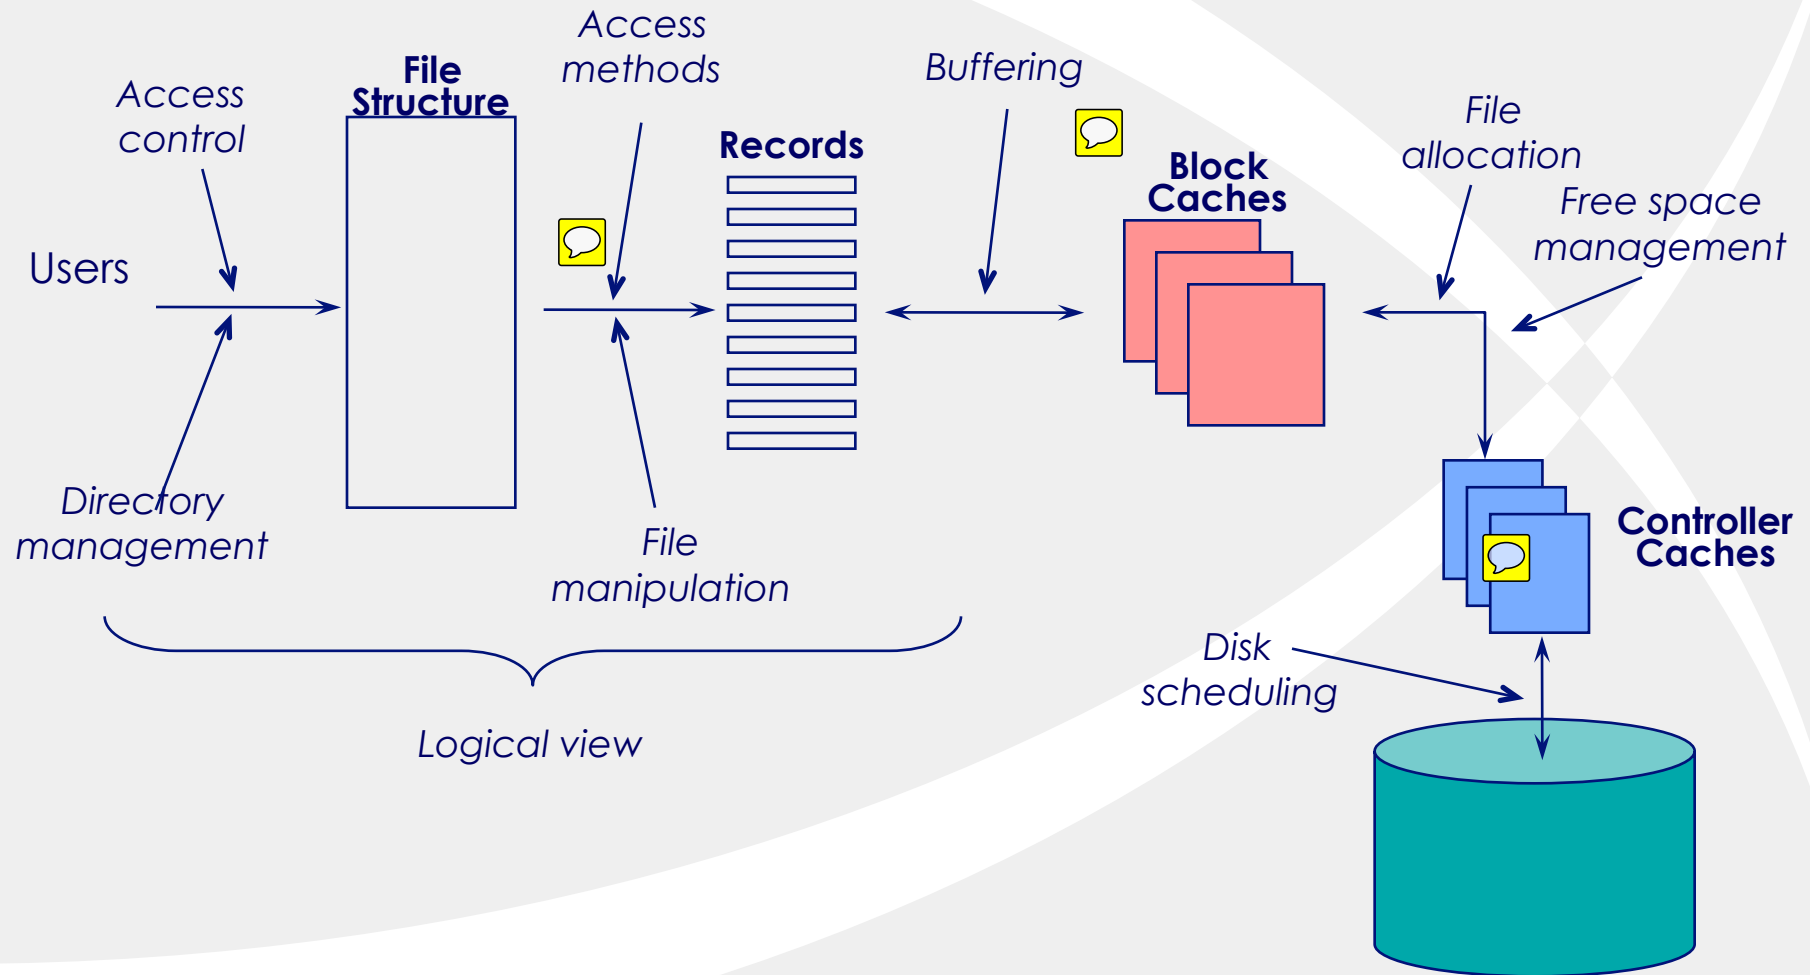 Access
control
File
Structure
Access
methods
Records
Buffering
Block
Caches
File
allocation
Free space
management
Users
Directory
management
File
manipulation
Controller
Caches
Disk
scheduling
Logical view